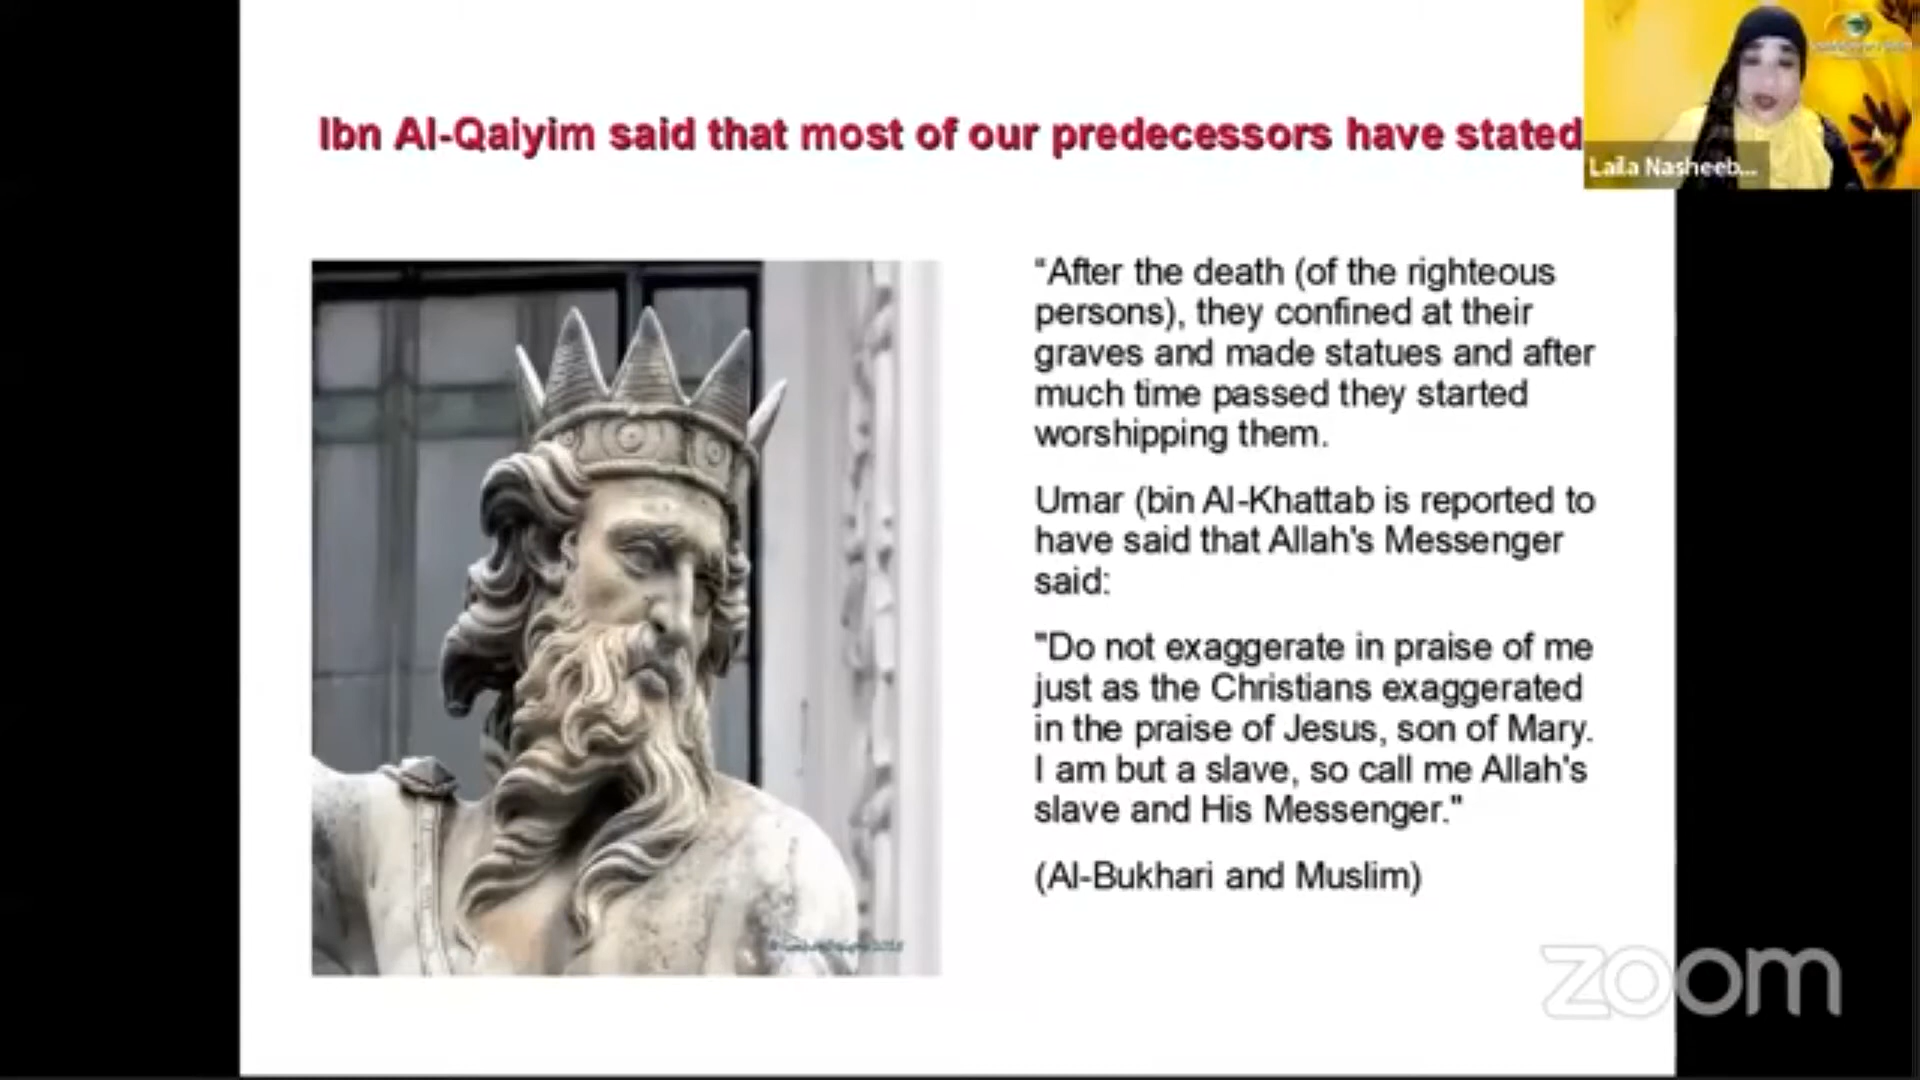 Ibn Al-Qaiyim said that most of our predecessors have stated
Laila Nasheeb...
“After the death (of the righteous
persons), they confined at their
graves and made statues and after
much time passed they started
worshipping them.
Umar (bin Al-Khattab is reported to
have said that Allah's Messenger
said:
"Do not exaggerate in praise of me
just as the Christians exaggerated
in the praise of Jesus, son of Mary.
I am but a slave, so call me Allah's
slave and His Messenger."
(Al-Bukhari and Muslim)
zoom